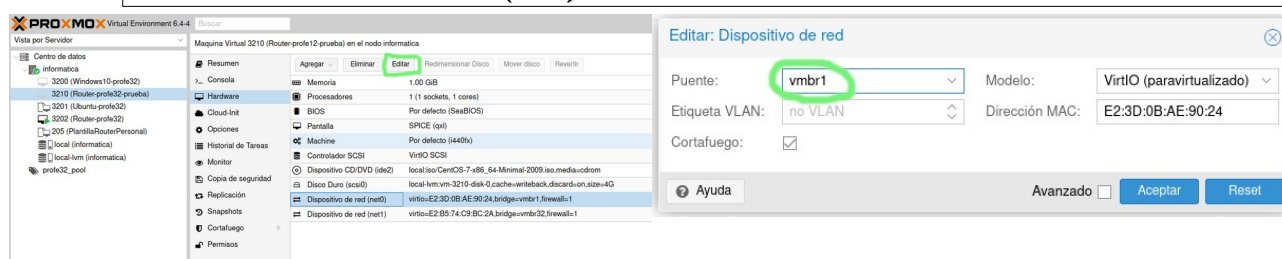 PROXMOX Virtual Environment 6.4-4 Buscar
Vista por Servidor
Centro de datos
informatica
3200 (Windows10-profe32)
3210 (Router-profe32-prueba)
3201 (Ubuntu-profe32)
3202 (Router-profe32)
205 (PlantillaRouterPersonal)
local (informatica)
local-lvm (informatica)
profe32_pool
Maquina Virtual 3210 (Router-profe12-prueba) en el nodo informatica
Resumen
>_ Consola
Hardware
Cloud-Init
Opciones
Historial de Tareas
Monitor
Copia de seguridad
Replicación
Snapshots
Cortafuego
Permisos
Agregar Eliminar Editar Redimensionar Disco Mover disco Revertir
Memoria 1.00 GiB
Procesadores 1 (1 sockets, 1 cores)
BIOS Por defecto (SeaBIOS)
Pantalla SPICE (qxl)
Machine Por defecto (i440fx)
Controlador SCSI VirtIO SCSI
Dispositivo CD/DVD (ide2) local:iso/CentOS-7-x86_64-Minimal-2009.iso,media=cdrom
Disco Duro (scsi0) local-lvm:vm-3210-disk-0,cache=writeback,discard=on,size=4G
Dispositivo de red (net0) virtio=E2:3D:0B:AE:90:24,bridge=vmbr1,firewall=1
Dispositivo de red (net1) virtio=E2:B5:74:C9:BC:2A,bridge=vmbr32,firewall=1
Editar: Dispositivo de red
Puente: vmbr1 Modelo: VirtIO (paravirtualizado)
Etiqueta VLAN: no VLAN Dirección MAC: E2:3D:0B:AE:90:24
Cortafuego:
Ayuda Avanzado Aceptar Reset